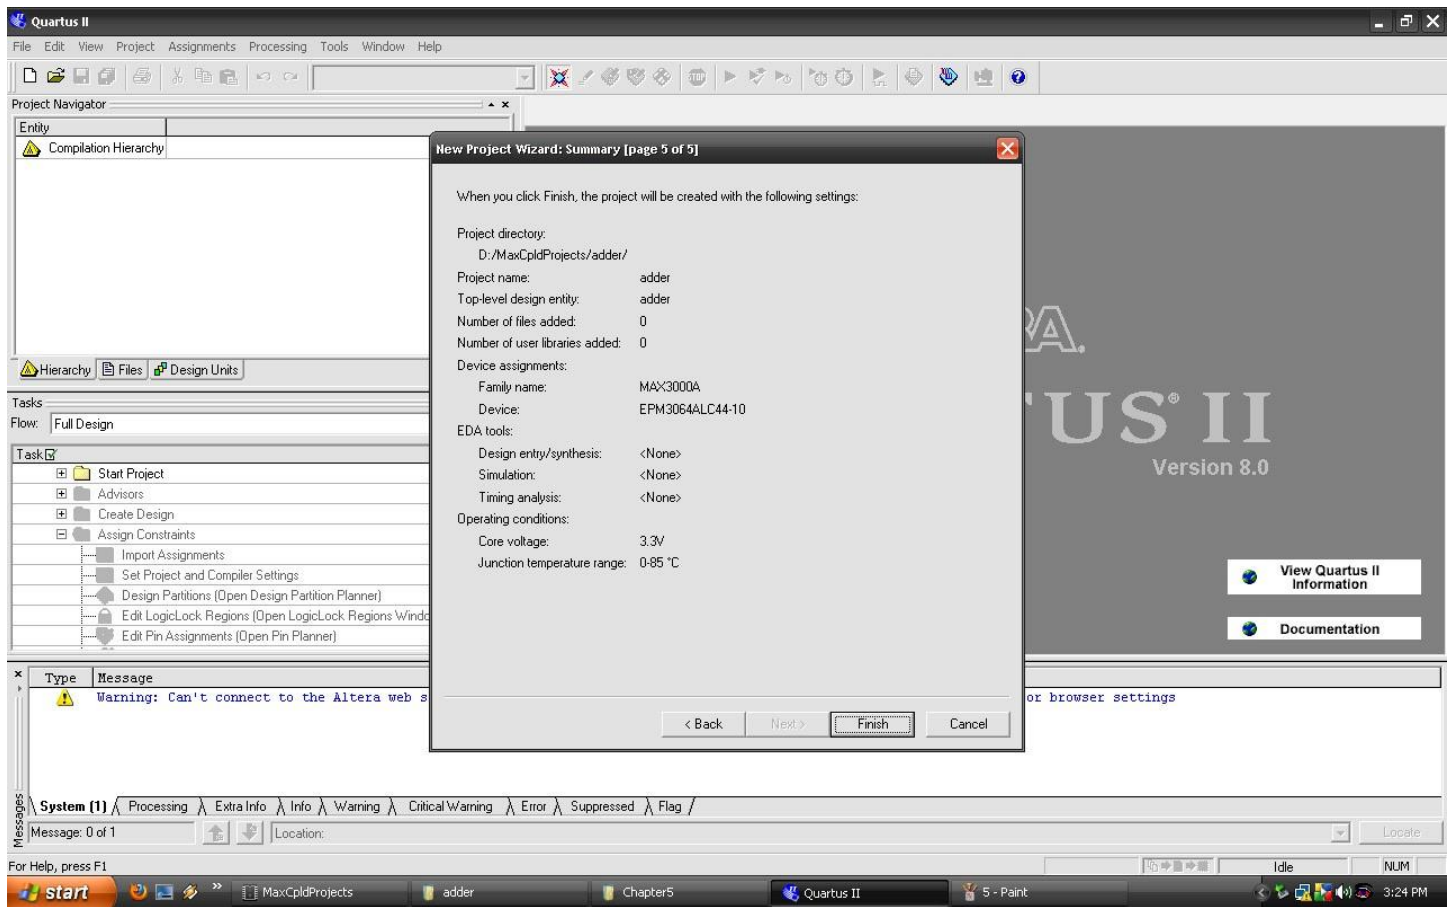 Quartus II
File Edit View Project Assignments Processing Tools Window Help
Project Navigator
Entity
Compilation Hierarchy
Hierarchy Files Design Units
Tasks
Flow: Full Design
Task
Start Project
Advisors
Create Design
Assign Constraints
Import Assignments
Set Project and Compiler Settings
Design Partitions (Open Design Partition Planner)
Edit LogicLock Regions (Open LogicLock Regions
Edit Pin Assignments (Open Pin Planner)
New Project Wizard: Summary [page 5 of 5]
When you click Finish, the project will be created with the following settings:
Project directory:
D:/MaxCpldProjects/adder/
Project name: adder
Top-level design entity: adder
Number of files added: 0
Number of user libraries added: 0
Device assignments:
Family name: MAX3000A
Device: EPM3064ALC44-10
EDA tools:
Design entry/synthesis: <None>
Simulation: <None>
Timing analysis: <None>
Operating conditions:
Core voltage: 3.3V
Junction temperature range: 0-85 °C
< Back Next > Finish Cancel
TUS® II
Version 8.0
View Quartus II
Information
Documentation
Type Message
Warning: Can't connect to the Altera web s
or browser settings
System (1) Processing Extra Info Info Warning Critical Warning Error Suppressed Flag
Messages
Message: 0 of 1 Location: Locate
For Help, press F1 Idle NUM
start MaxCpldProjects adder Chapter5 Quartus II 5 - Paint 3:24 PM